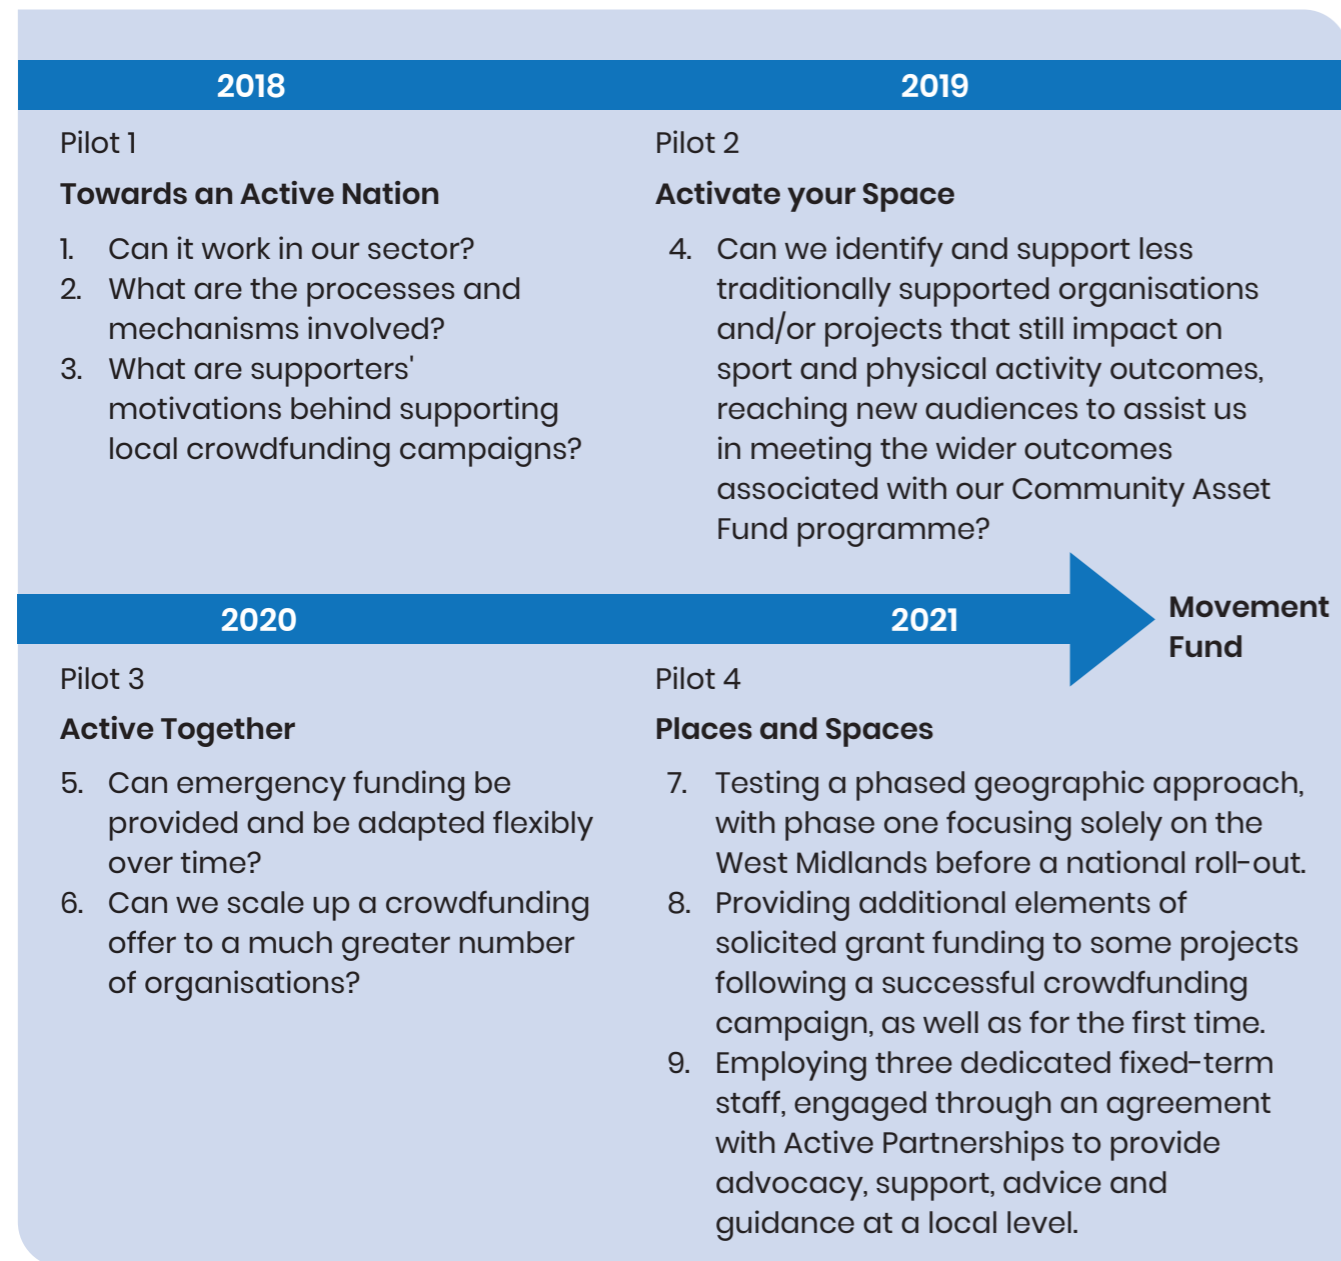 2018
2019
Pilot 1
Towards an Active Nation
1. Can it work in our sector?
2. What are the processes and
mechanisms involved?
3. What are supporters'
motivations behind supporting
local crowdfunding campaigns?
Pilot 2
Activate your Space
4. Can we identify and support less
traditionally supported organisations
and/or projects that still impact on
sport and physical activity outcomes,
reaching new audiences to assist us
in meeting the wider outcomes
associated with our Community Asset
Fund programme?
2020
2021
Movement
Fund
Pilot 3
Active Together
5. Can emergency funding be
provided and be adapted flexibly
over time?
6. Can we scale up a crowdfunding
offer to a much greater number
of organisations?
Pilot 4
Places and Spaces
7. Testing a phased geographic approach,
with phase one focusing solely on the
West Midlands before a national roll-out.
8. Providing additional elements of
solicited grant funding to some projects
following a successful crowdfunding
campaign, as well as for the first time.
9. Employing three dedicated fixed-term
staff, engaged through an agreement
with Active Partnerships to provide
advocacy, support, advice and
guidance at a local level.